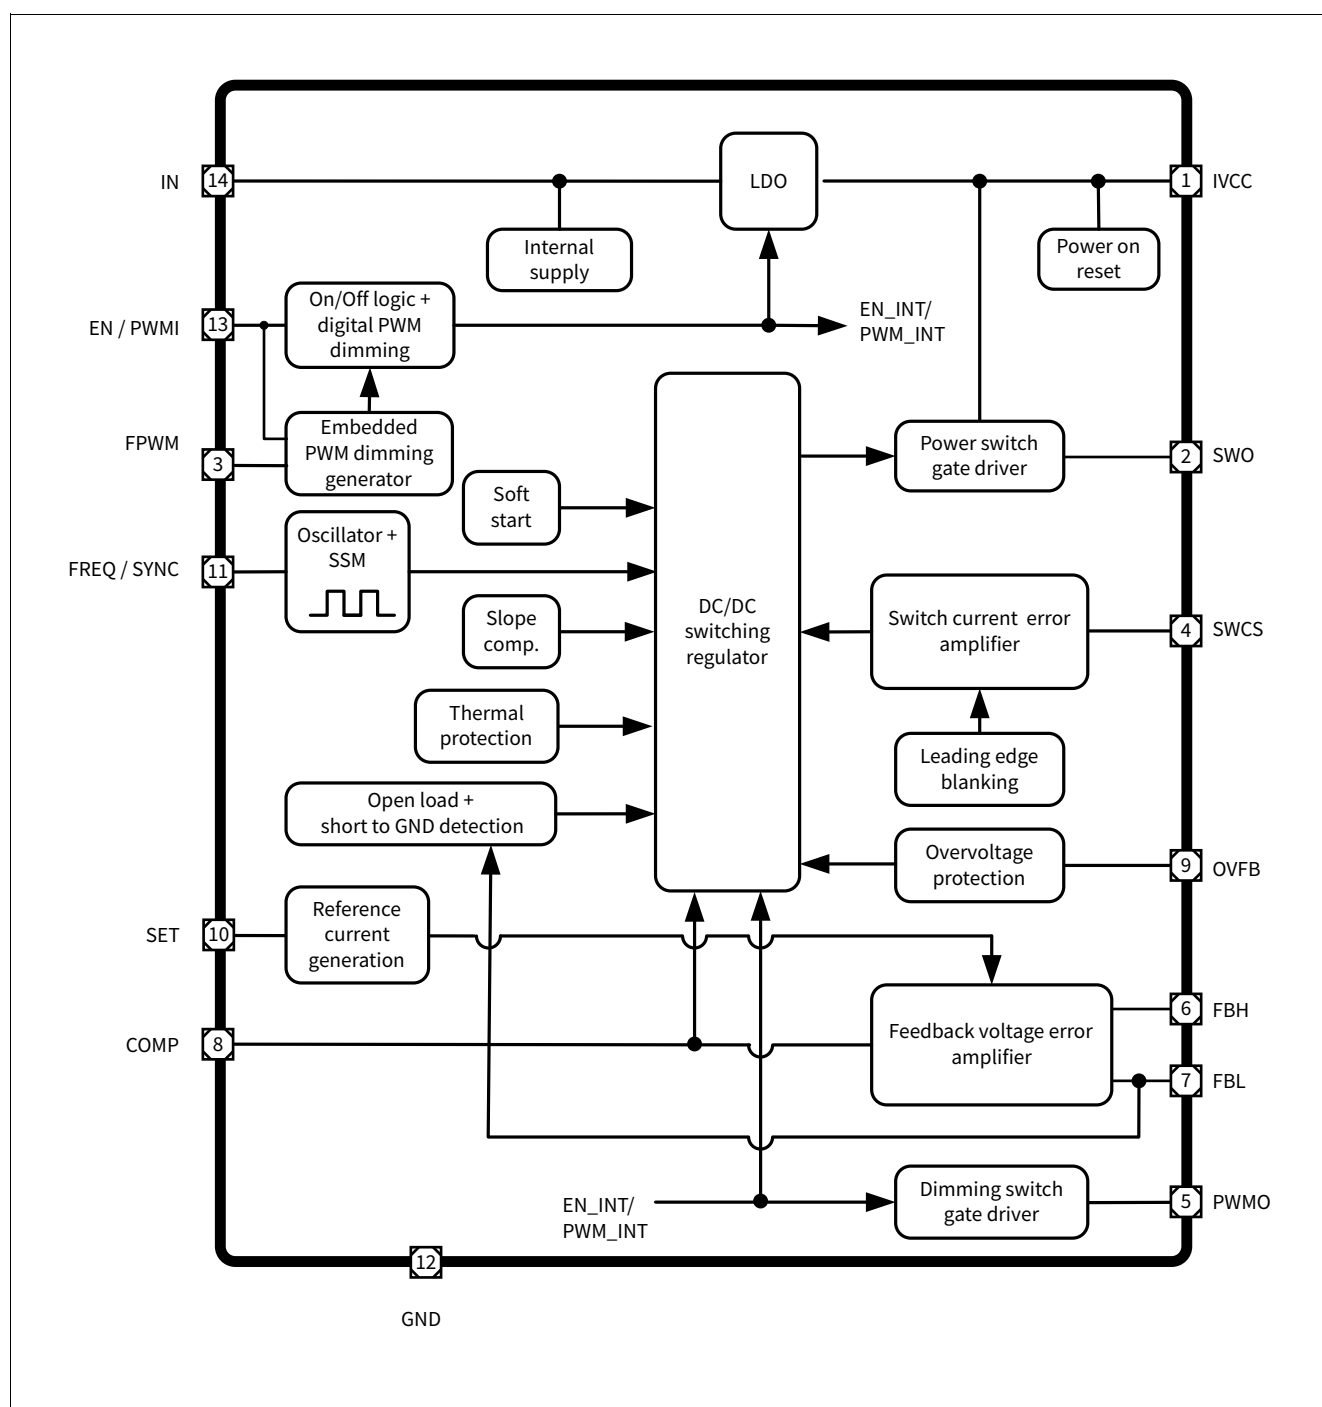 IN
14
LDO
1
IVCC
Internal
supply
Power on
reset
EN / PWMI
13
On/Off logic +
digital PWM
dimming
EN_INT/
PWM_INT
FPWM
3
Embedded
PWM dimming
generator
Power switch
gate driver
2
SWO
Soft
start
FREQ / SYNC
11
Oscillator +
SSM
Slope
comp.
DC/DC
switching
regulator
Switch current error
amplifier
4
SWCS
Thermal
protection
Leading edge
blanking
Open load +
short to GND detection
Overvoltage
protection
9
OVFB
SET
10
Reference
current
generation
6
FBH
COMP
8
Feedback voltage error
amplifier
7
FBL
EN_INT/
PWM_INT
Dimming switch
gate driver
5
PWMO
12
GND